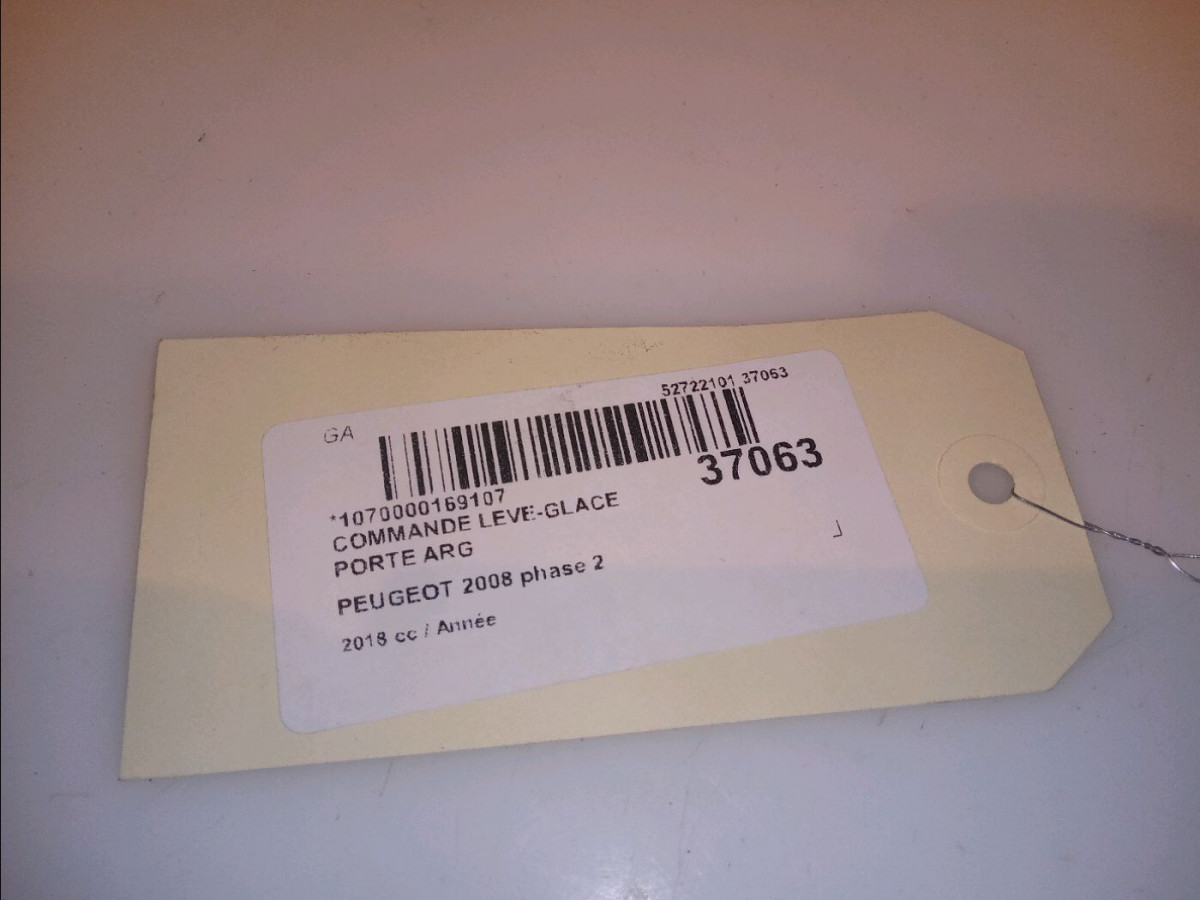 52722101 37063
GA
37063
*1070000169107
COMMANDE LEVE-GLACE
PORTE ARG
PEUGEOT 2008 phase 2
2018 cc / Année